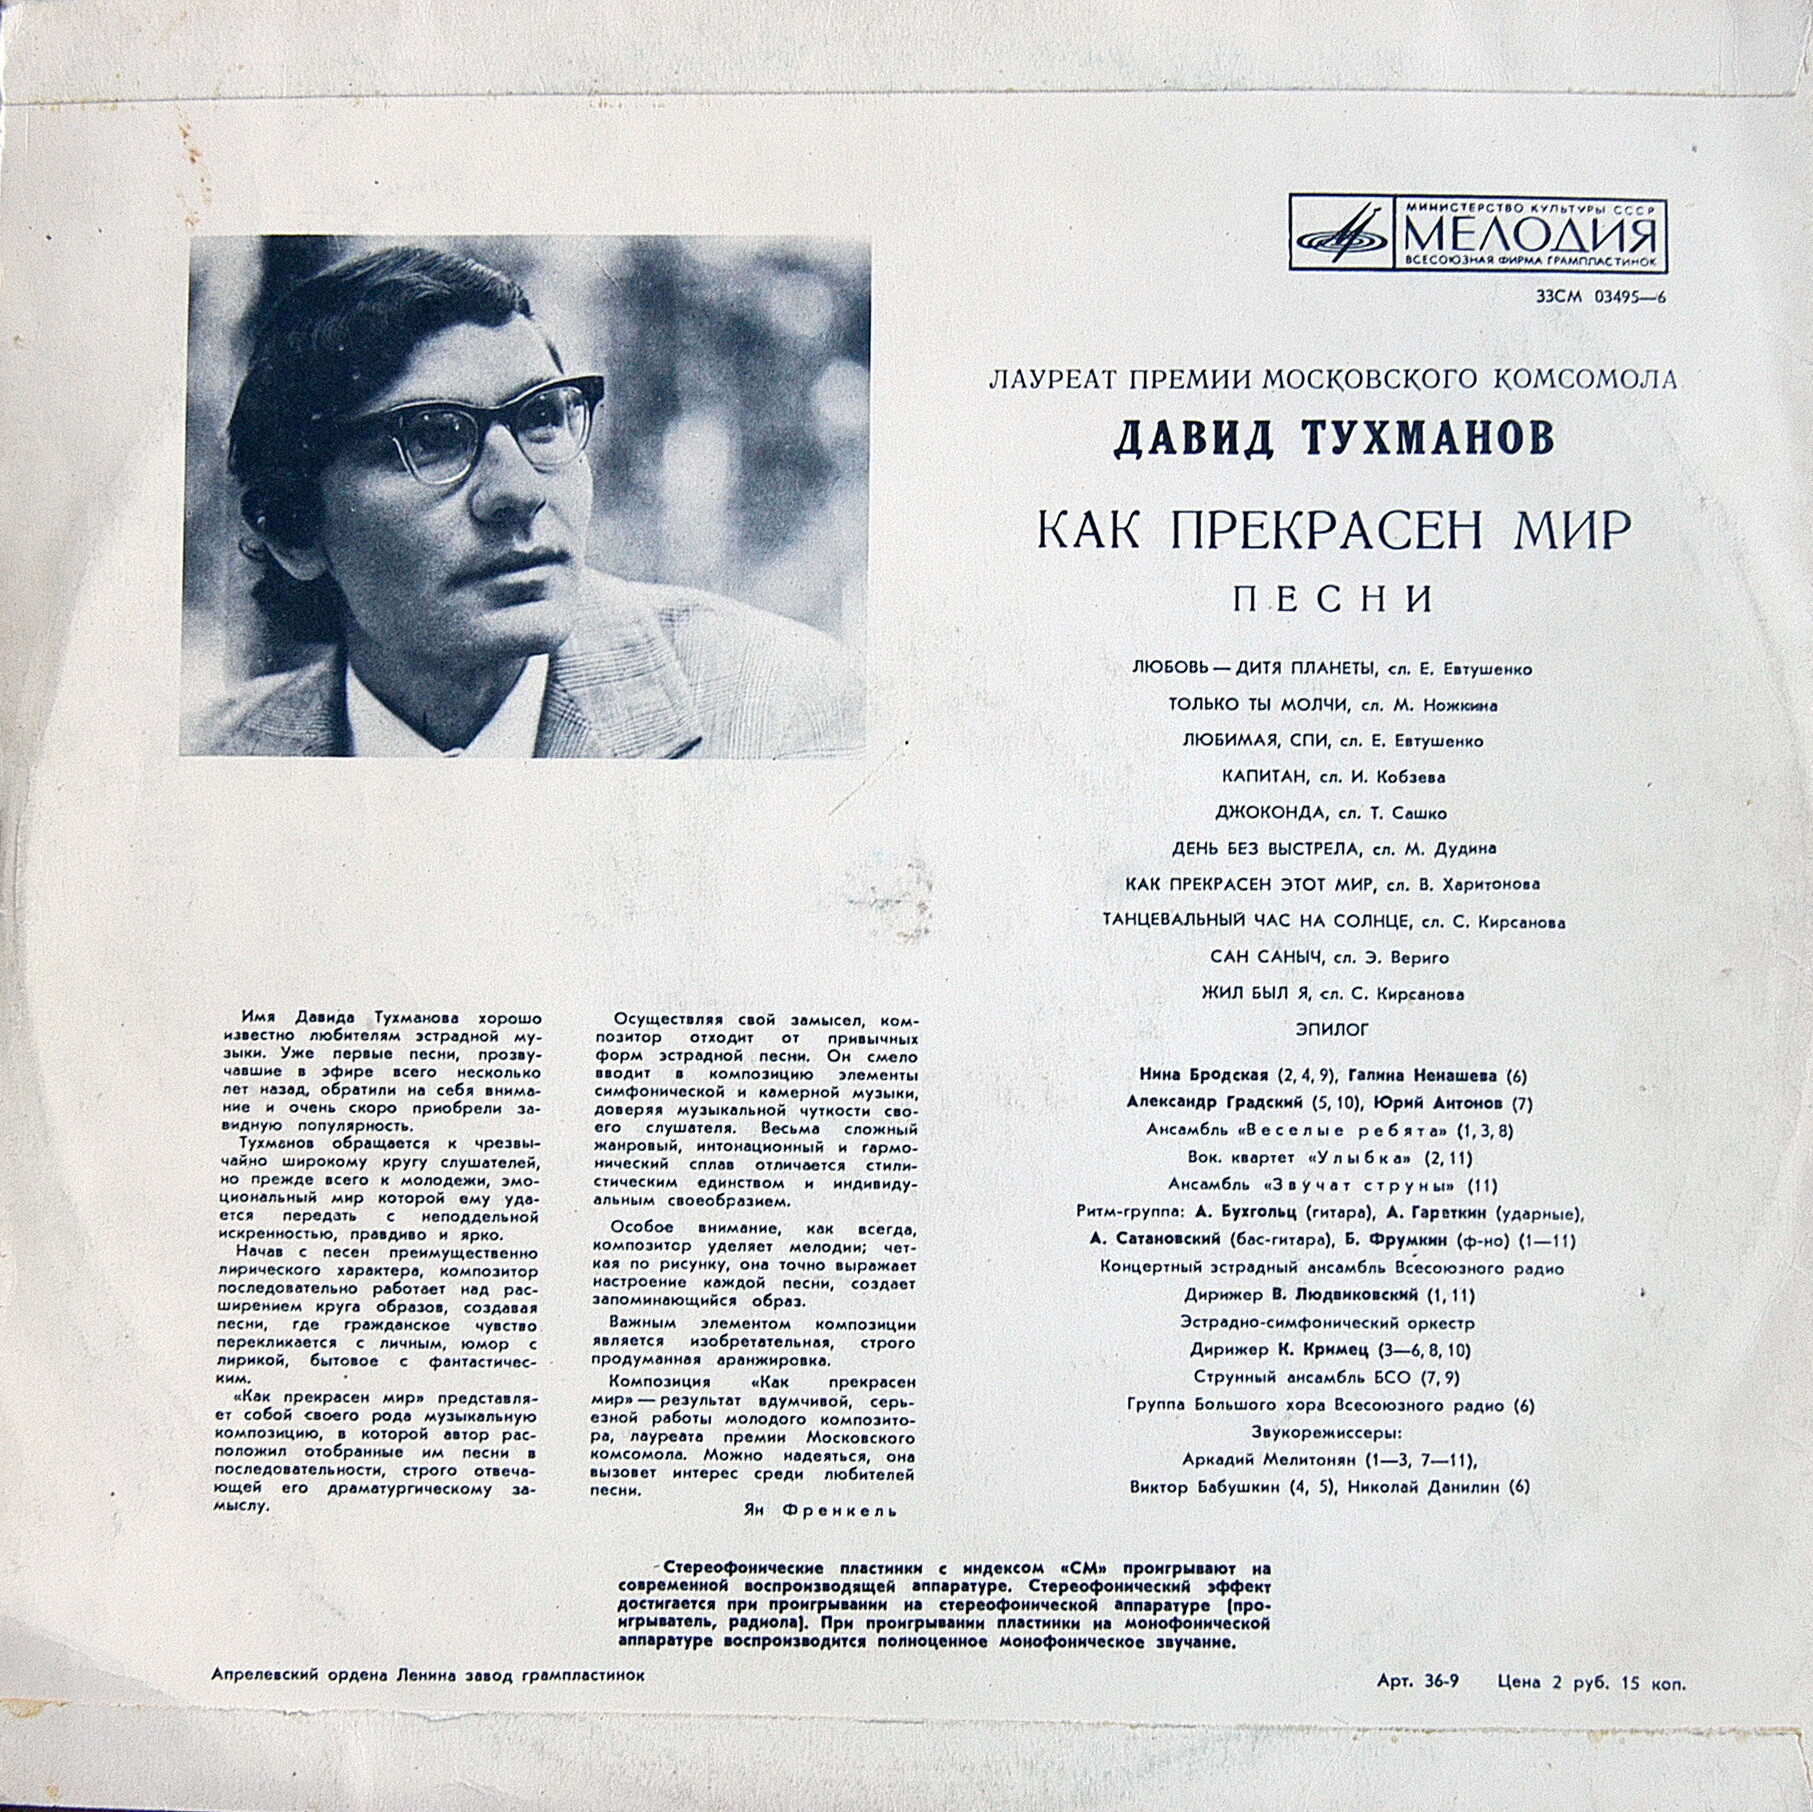 МИНИСТЕРСТВО КУЛЬТУРЫ СССР
МЕЛОДИЯ
ВСЕСОЮЗНАЯ ФИРМА ГРАМПЛАСТИНОК
33СМ 03495—6
ЛАУРЕАТ ПРЕМИИ МОСКОВСКОГО КОМСОМОЛА
ДАВИД ТУХМАНОВ
КАК ПРЕКРАСЕН МИР
ПЕСНИ
ЛЮБОВЬ — ДИТЯ ПЛАНЕТЫ, сл. Е. Евтушенко
ТОЛЬКО ТЫ МОЛЧИ, сл. М. Ножкина
ЛЮБИМАЯ, СПИ, сл. Е. Евтушенко
КАПИТАН, сл. И. Кобзева
ДЖОКОНДА, сл. Т. Сашко
ДЕНЬ БЕЗ ВЫСТРЕЛА, сл. М. Дудина
КАК ПРЕКРАСЕН ЭТОТ МИР, сл. В. Харитонова
ТАНЦЕВАЛЬНЫЙ ЧАС НА СОЛНЦЕ, сл. С. Кирсанова
САН САНЫЧ, сл. Э. Вериго
ЖИЛ БЫЛ Я, сл. С. Кирсанова
ЭПИЛОГ
Нина Бродская (2, 4, 9), Галина Ненашева (6)
Александр Градский (5, 10), Юрий Антонов (7)
Ансамбль «Веселые ребята» (1, 3, 8)
Вок. квартет «Улыбка» (2, 11)
Ансамбль «Звучат струны» (11)
Ритм-группа: А. Бухгольц (гитара), А. Гареткин (ударные),
А. Сатановский (бас-гитара), Б. Фрумкин (ф-но) (1—11)
Концертный эстрадный ансамбль Всесоюзного радио
Дирижер В. Людвиковский (1, 11)
Эстрадно-симфонический оркестр
Дирижер К. Кримец (3—6, 8, 10)
Струнный ансамбль БСО (7, 9)
Группа Большого хора Всесоюзного радио (6)
Звукорежиссеры:
Аркадий Мелитонян (1—3, 7—11),
Виктор Бабушкин (4, 5), Николай Данилин (6)
Имя Давида Тухманова хорошо
известно любителям эстрадной му-
зыки. Уже первые песни, прозву-
чавшие в эфире всего несколько
лет назад, обратили на себя внима-
ние и очень скоро приобрели за-
видную популярность.
Тухманов обращается к чрезвы-
чайно широкому кругу слушателей,
но прежде всего к молодежи, эмо-
циональный мир которой ему уда-
ется передать с неподдельной
искренностью, правдиво и ярко.
Начав с песен преимущественно
лирического характера, композитор
последовательно работает над рас-
ширением круга образов, создавая
песни, где гражданское чувство
перекликается с личным, юмор с
лирикой, бытовое с фантастичес-
ким.
«Как прекрасен мир» представля-
ет собой своего рода музыкальную
композицию, в которой автор рас-
положил отобранные им песни в
последовательности, строго отвеча-
ющей его драматургическому за-
мыслу.
Осуществляя свой замысел, ком-
позитор отходит от привычных
форм эстрадной песни. Он смело
вводит в композицию элементы
симфонической и камерной музыки,
доверяя музыкальной чуткости сво-
его слушателя. Весьма сложный
жанровый, интонационный и гармо-
нический сплав отличается стили-
стическим единством и индивиду-
альным своеобразием.
Особое внимание, как всегда,
композитор уделяет мелодии; чет-
кая по рисунку, она точно выражает
настроение каждой песни, создает
запоминающийся образ.
Важным элементом композиции
является изобретательная, строго
продуманная аранжировка.
Композиция «Как прекрасен
мир» — результат вдумчивой, серь-
езной работы молодого композито-
ра, лауреата премии Московского
комсомола. Можно надеяться, она
вызовет интерес среди любителей
песни.
Ян Френкель
Стереофонические пластинки с индексом «СМ» проигрывают на
современной воспроизводящей аппаратуре. Стереофонический эффект
достигается при проигрывании на стереофонической аппаратуре (про-
игрыватель, радиола). При проигрывании пластинки на монофонической
аппаратуре воспроизводится полноценное монофоническое звучание.
Апрелевский ордена Ленина завод грампластинок
Арт. 36-9 Цена 2 руб. 15 коп.